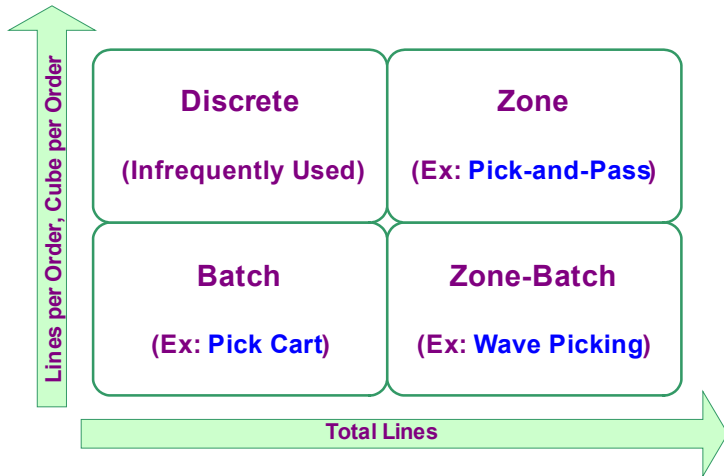 Lines per Order, Cube per Order
Discrete
(Infrequently Used)
Zone
(Ex: Pick-and-Pass)
Batch
(Ex: Pick Cart)
Zone-Batch
(Ex: Wave Picking)
Total Lines